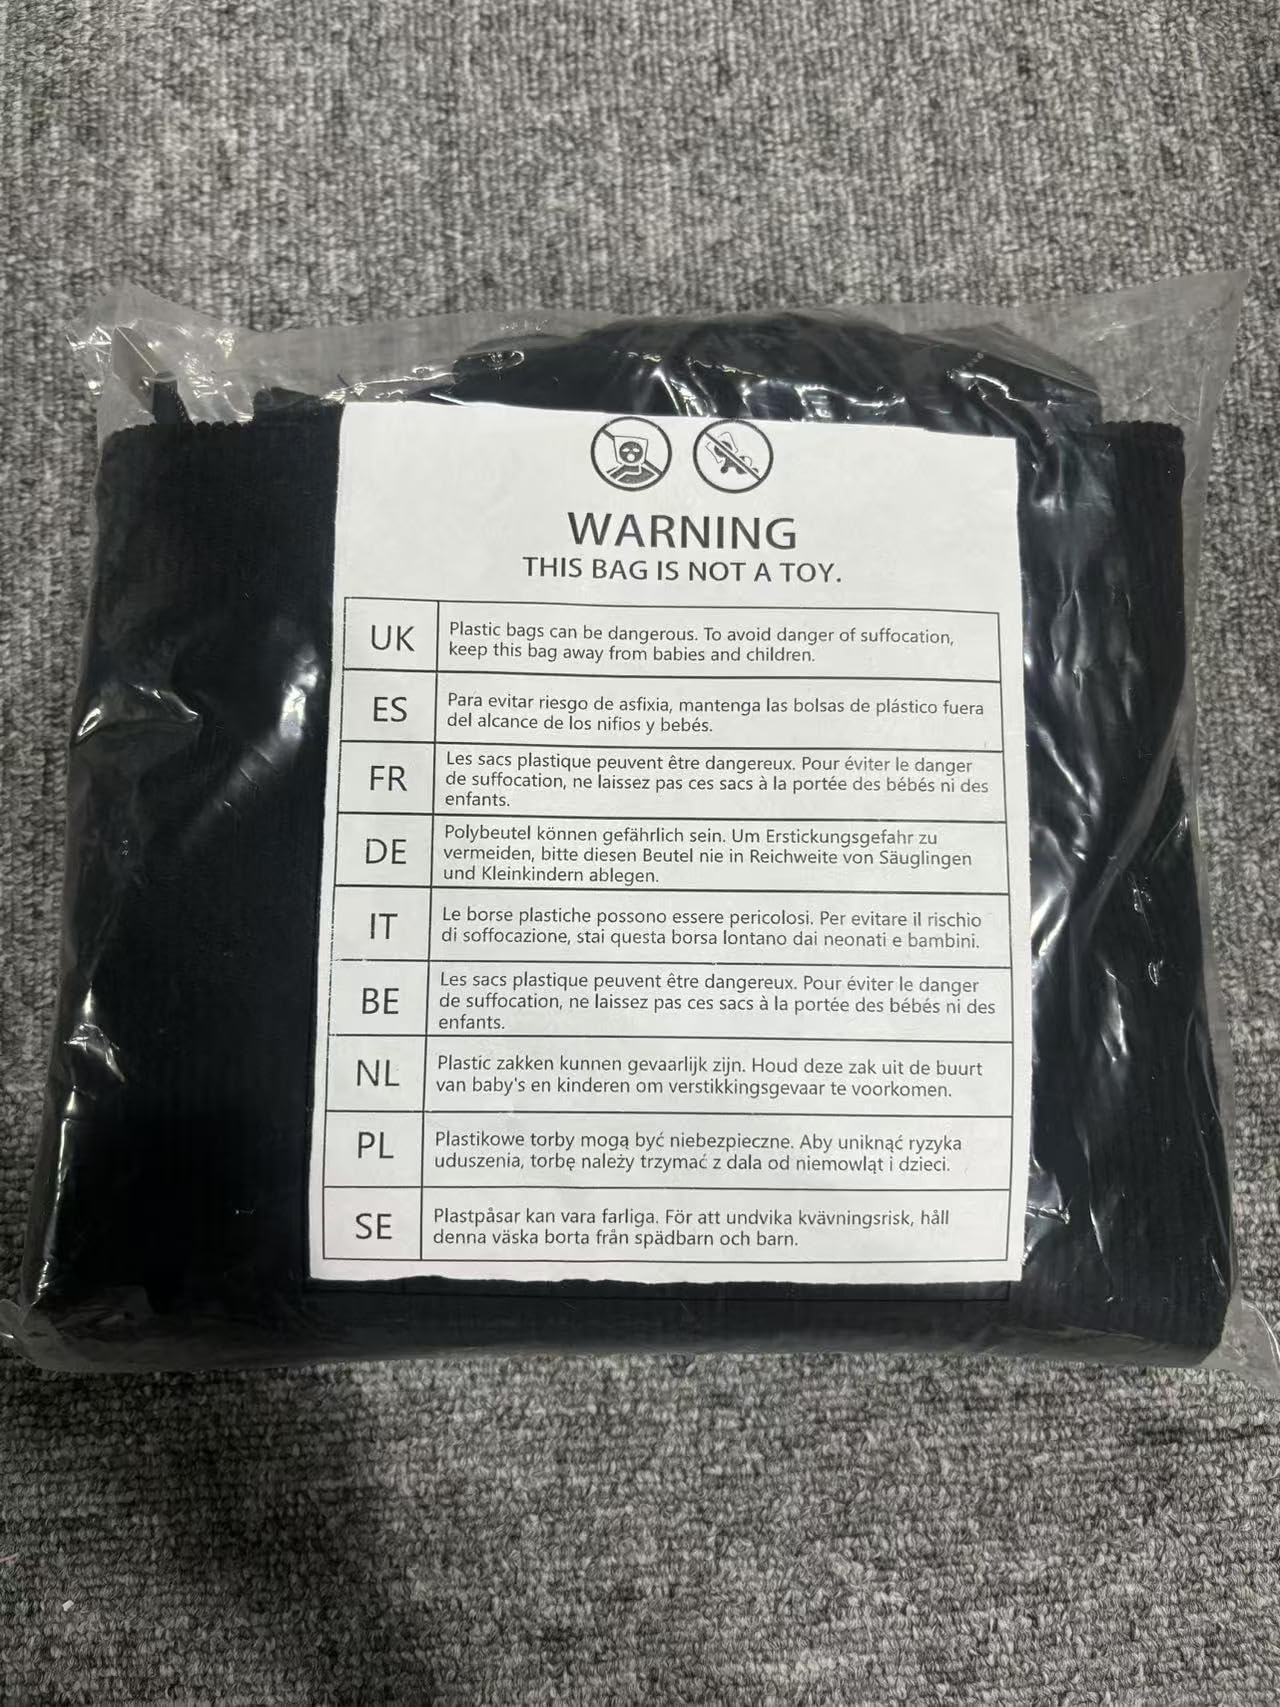 WARNING
THIS BAG IS NOT A TOY.
UK
Plastic bags can be dangerous. To avoid danger of suffocation,
keep this bag away from babies and children.
ES
Para evitar riesgo de asfixia, mantenga las bolsas de plástico fuera
del alcance de los nifios y bebés.
FR
Les sacs plastique peuvent être dangereux. Pour éviter le danger
de suffocation, ne laissez pas ces sacs à la portée des bébés ni des
enfants.
DE
Polybeutel können gefährlich sein. Um Erstickungsgefahr zu
vermeiden, bitte diesen Beutel nie in Reichweite von Säuglingen
und Kleinkindern ablegen.
IT
Le borse plastiche possono essere pericolosi. Per evitare il rischio
di soffocazione, stai questa borsa lontano dai neonati e bambini.
BE
Les sacs plastique peuvent être dangereux. Pour éviter le danger
de suffocation, ne laissez pas ces sacs à la portée des bébés ni des
enfants.
NL
Plastic zakken kunnen gevaarlijk zijn. Houd deze zak uit de buurt
van baby's en kinderen om verstikkingsgevaar te voorkomen.
PL
Plastikowe torby mogą być niebezpieczne. Aby uniknąć ryzyka
uduszenia, torbę należy trzymać z dala od niemowląt i dzieci.
SE
Plastpåsar kan vara farliga. För att undvika kvävningsrisk, håll
denna väska borta från spädbarn och barn.